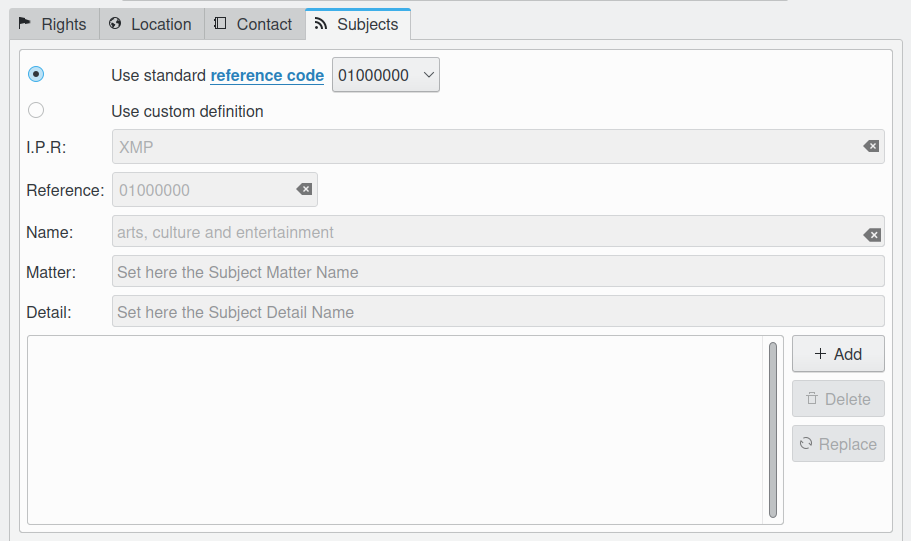 Rights Location Contact Subjects
Use standard reference code 01000000
Use custom definition
I.P.R: XMP
Reference: 01000000
Name: arts, culture and entertainment
Matter: Set here the Subject Matter Name
Detail: Set here the Subject Detail Name
+ Add
Delete
Replace